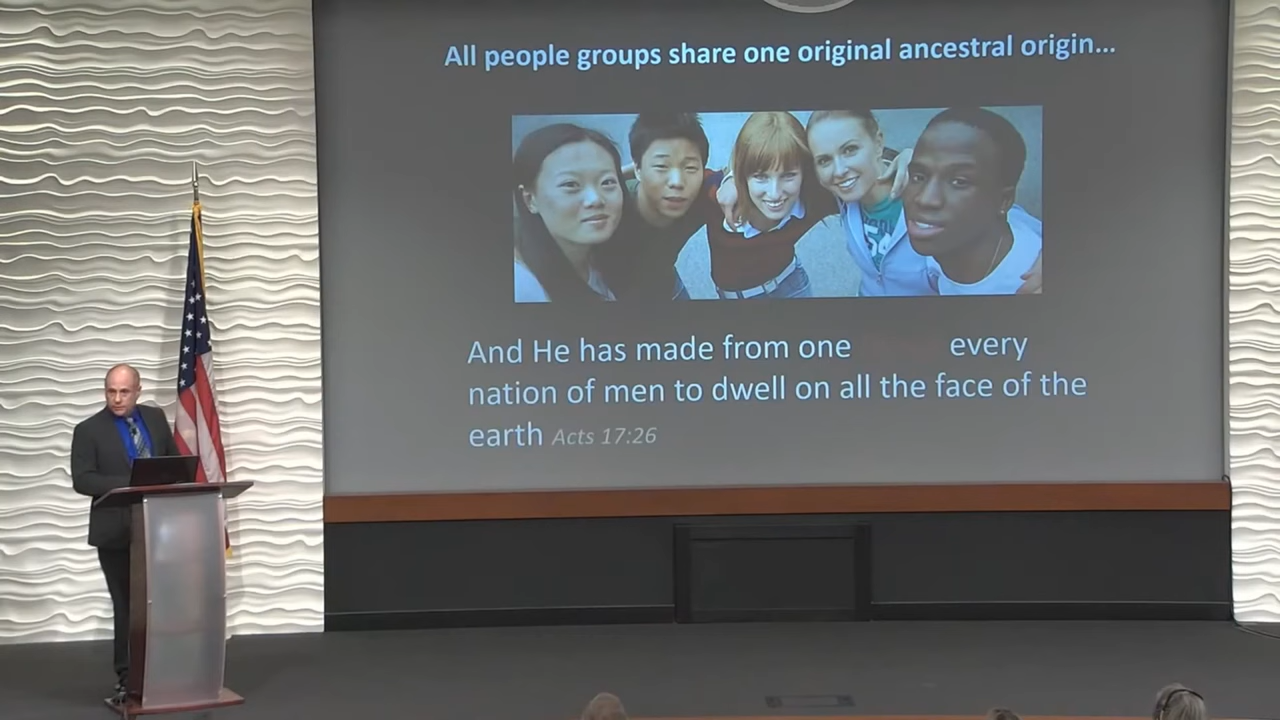 All people groups share one original ancestral origin...
And He has made from one every
nation of men to dwell on all the face of the
earth Acts 17:26